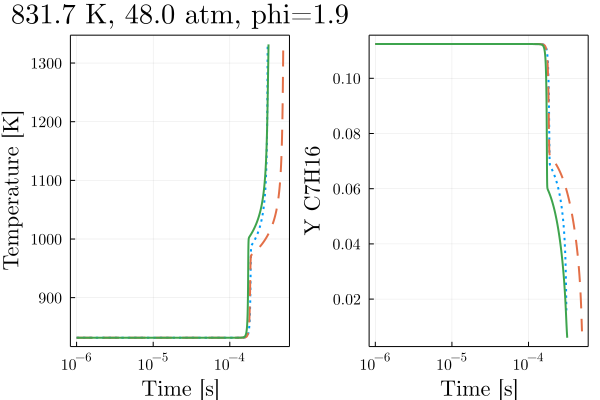 831.7 K, 48.0 atm, phi=1.9
Temperature [K]
1300
1200
1100
1000
900
10⁻⁶ 10⁻⁵ 10⁻⁴
Time [s]
Y C7H16
0.10
0.08
0.06
0.04
0.02
10⁻⁶ 10⁻⁵ 10⁻⁴
Time [s]